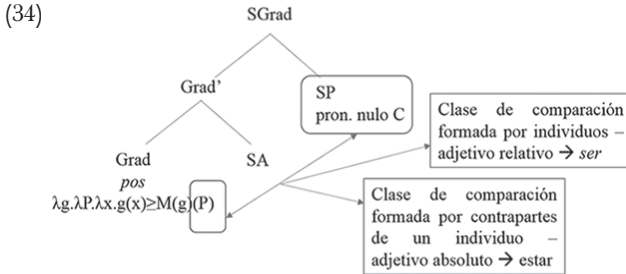 (34)
SGrad
Grad’
SP
pron. nulo C
Clase de comparación
formada por individuos –
adjetivo relativo → ser
Grad
SA
pos
λg.λP.λx.g(x)≥M(g)(P)
Clase de comparación
formada por contrapartes
de un individuo –
adjetivo absoluto → estar